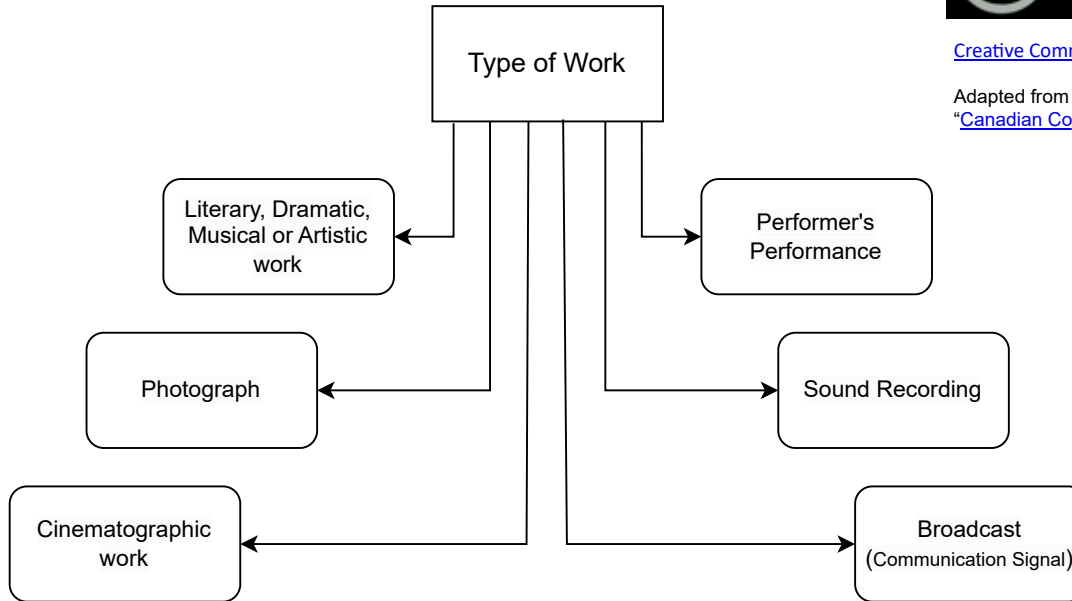 Type of Work
Creative Com
Adapted from
“Canadian Co
Literary, Dramatic,
Musical or Artistic
work
Performer's
Performance
Photograph
Sound Recording
Cinematographic
work
Broadcast
(Communication Signal)